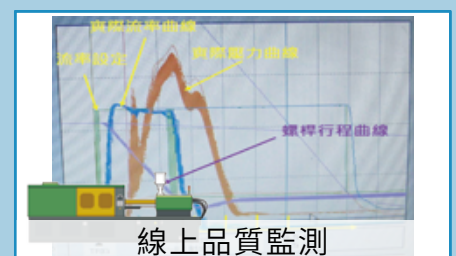 實際流率曲線
流率設定
實際壓力曲線
螺桿行程曲線
線上品質監測